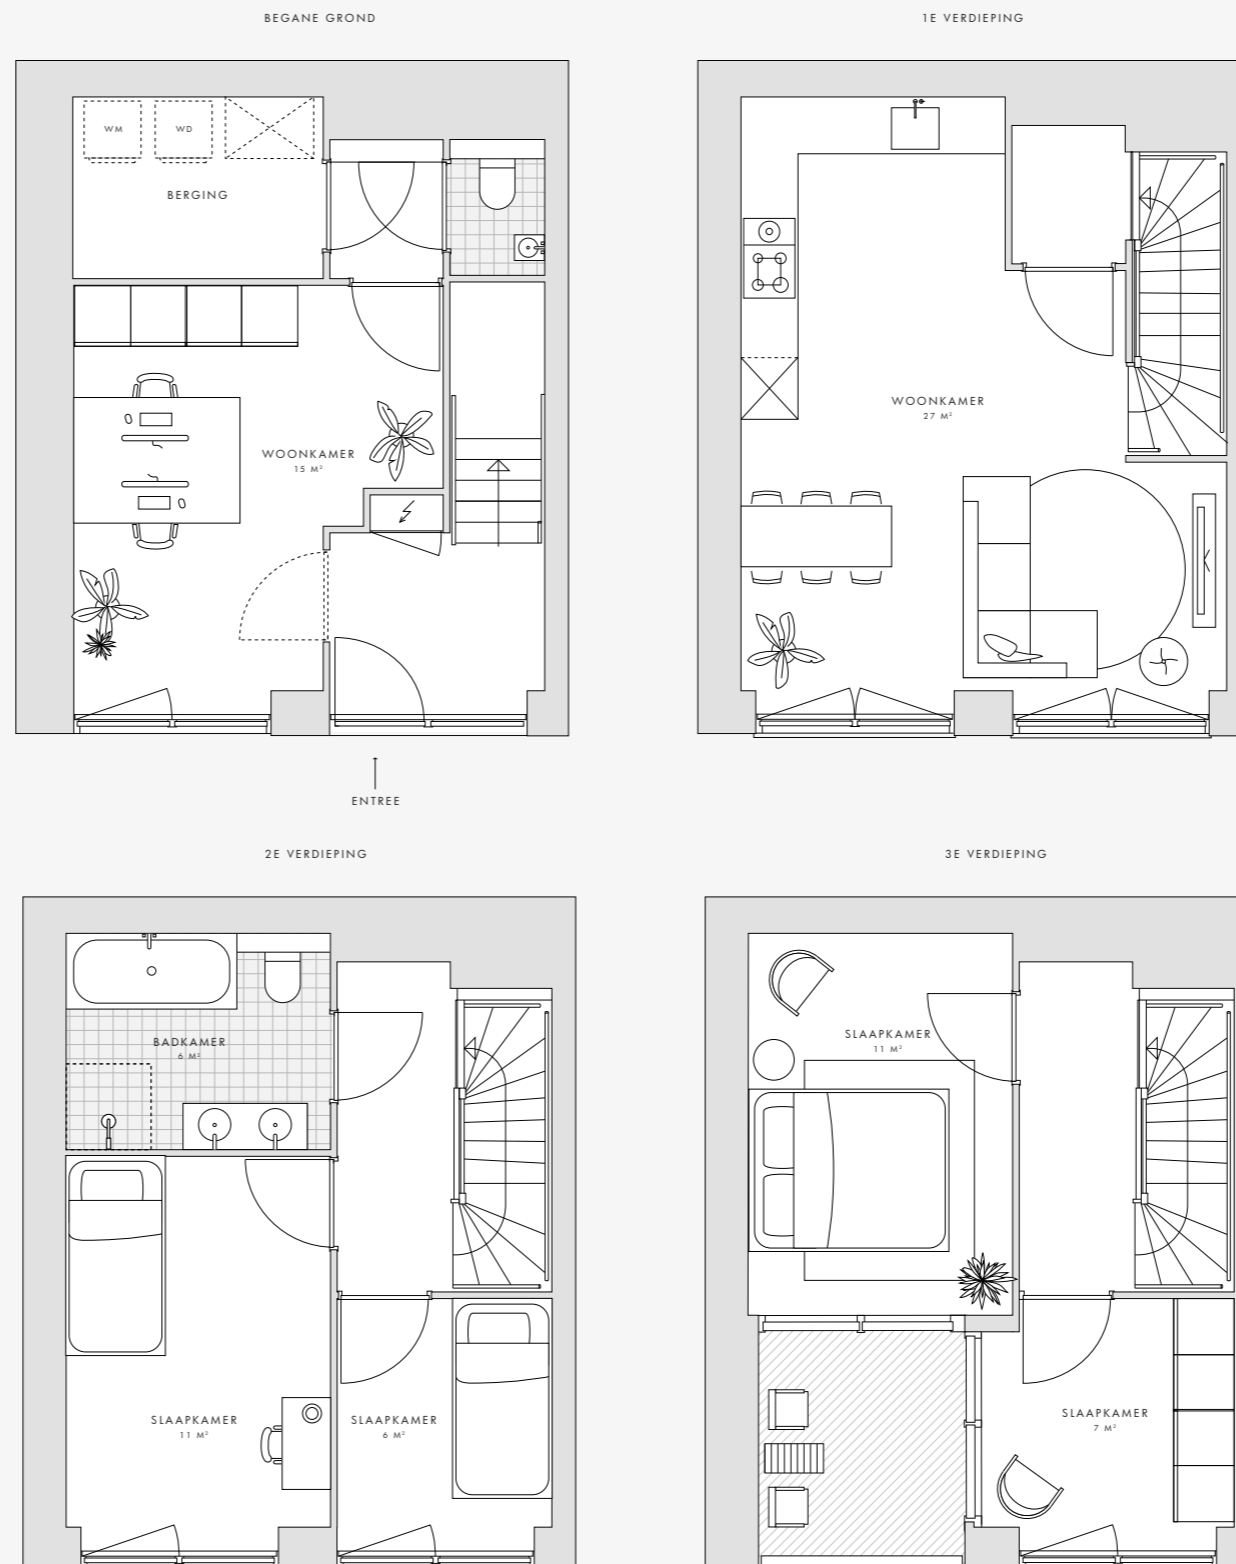 BEGANE GROND
1E VERDIEPING
WM
WD
BERGING
WOONKAMER
15 M²
WOONKAMER
27 M²
ENTREE
2E VERDIEPING
3E VERDIEPING
BADKAMER
6 M²
SLAAPKAMER
11 M²
SLAAPKAMER
11 M²
SLAAPKAMER
6 M²
SLAAPKAMER
7 M²